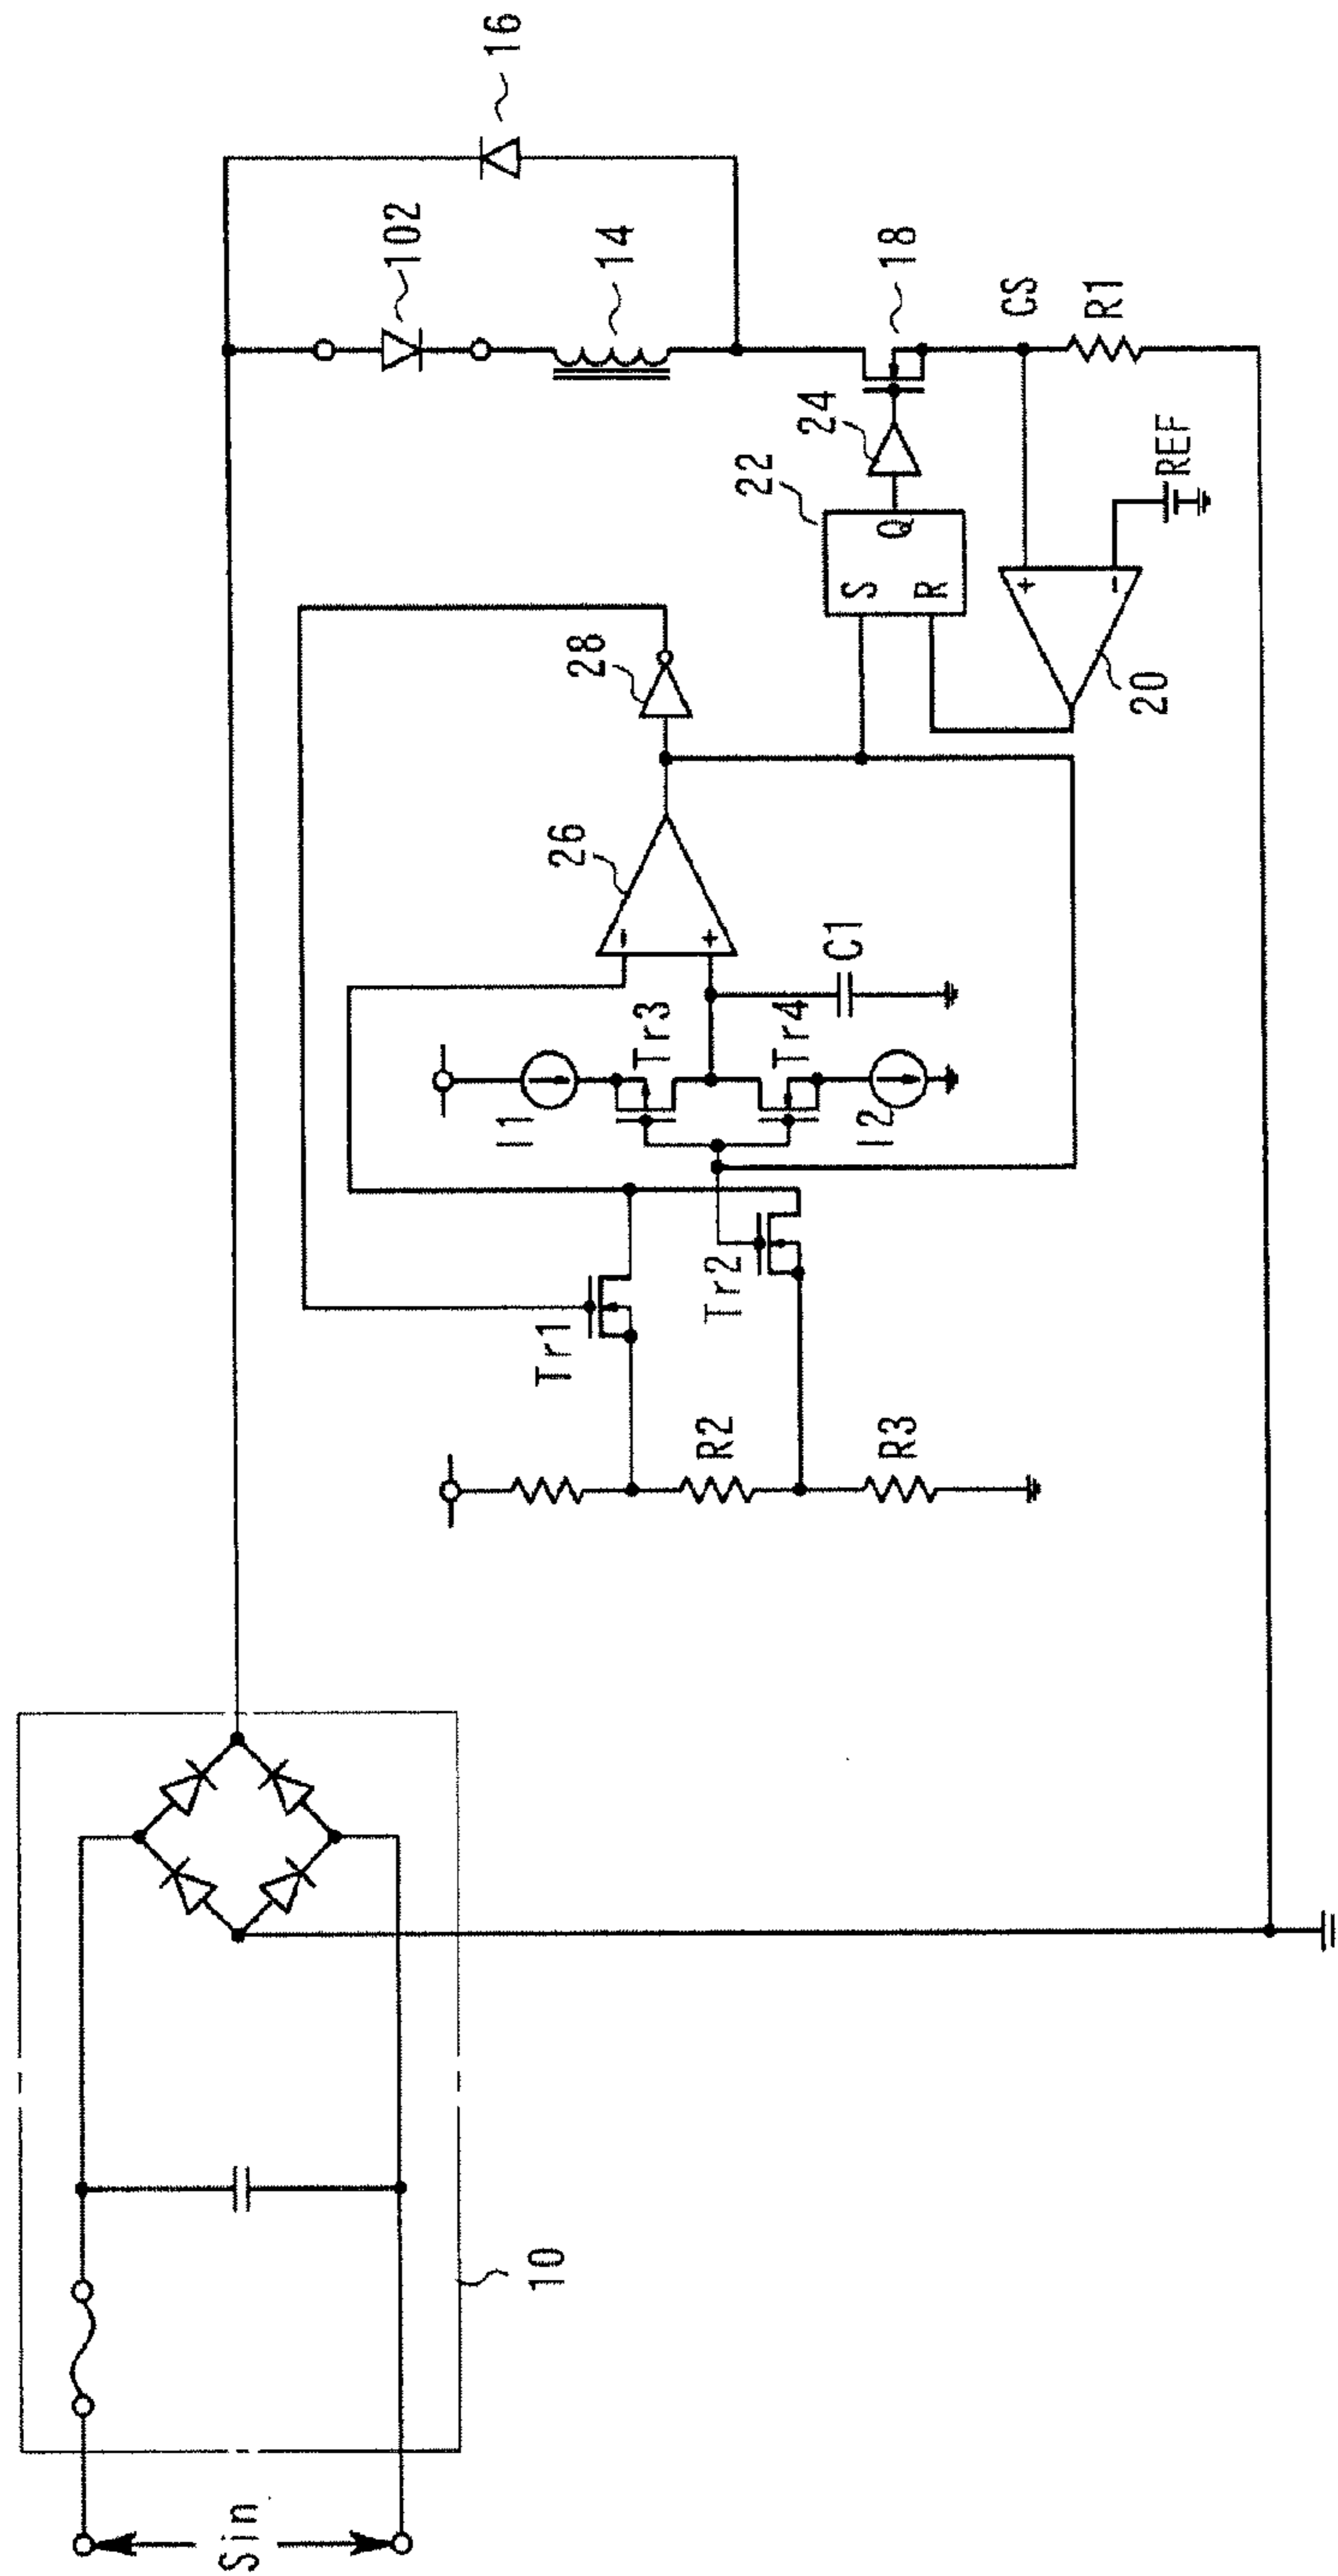 Sin
10
R2
R3
Tr1
Tr2
I1
I2
Tr3
Tr4
C1
26
-
+
28
22
S
R
Q
24
20
+
-
REF
102
14
16
18
CS
R1